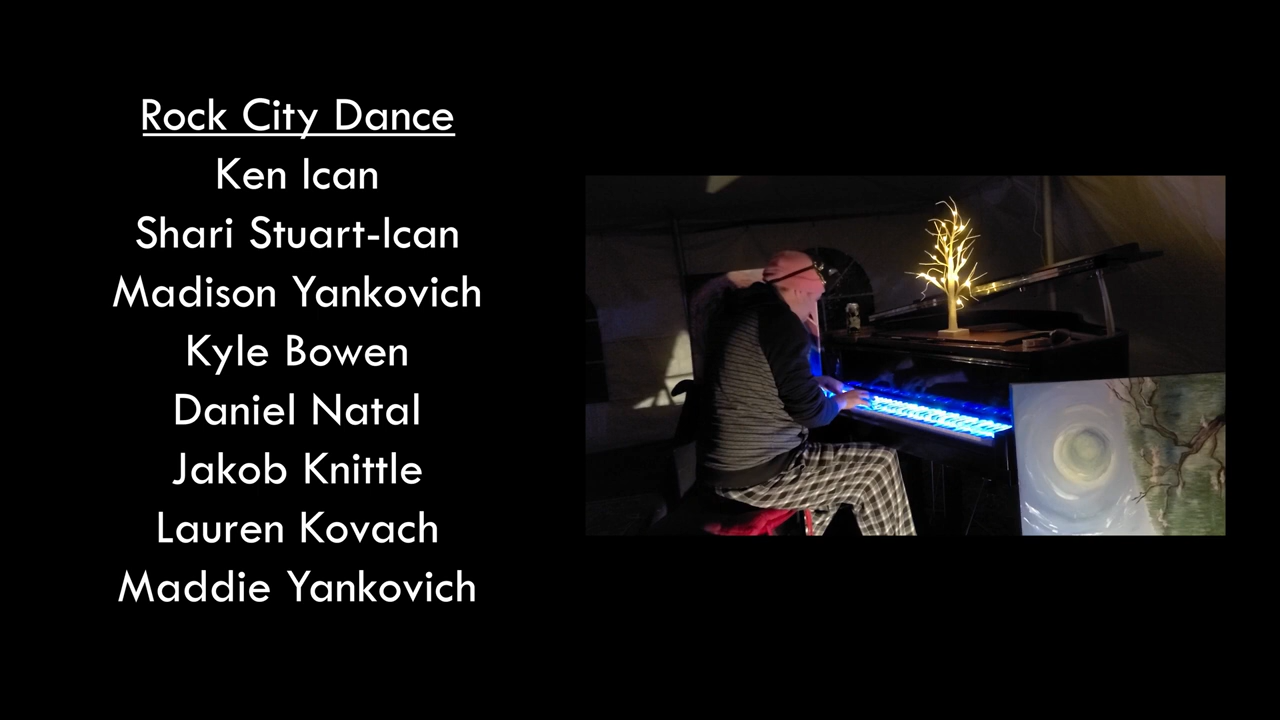 Rock City Dance
Ken Ican
Shari Stuart-Ican
Madison Yankovich
Kyle Bowen
Daniel Natal
Jakob Knittle
Lauren Kovach
Maddie Yankovich